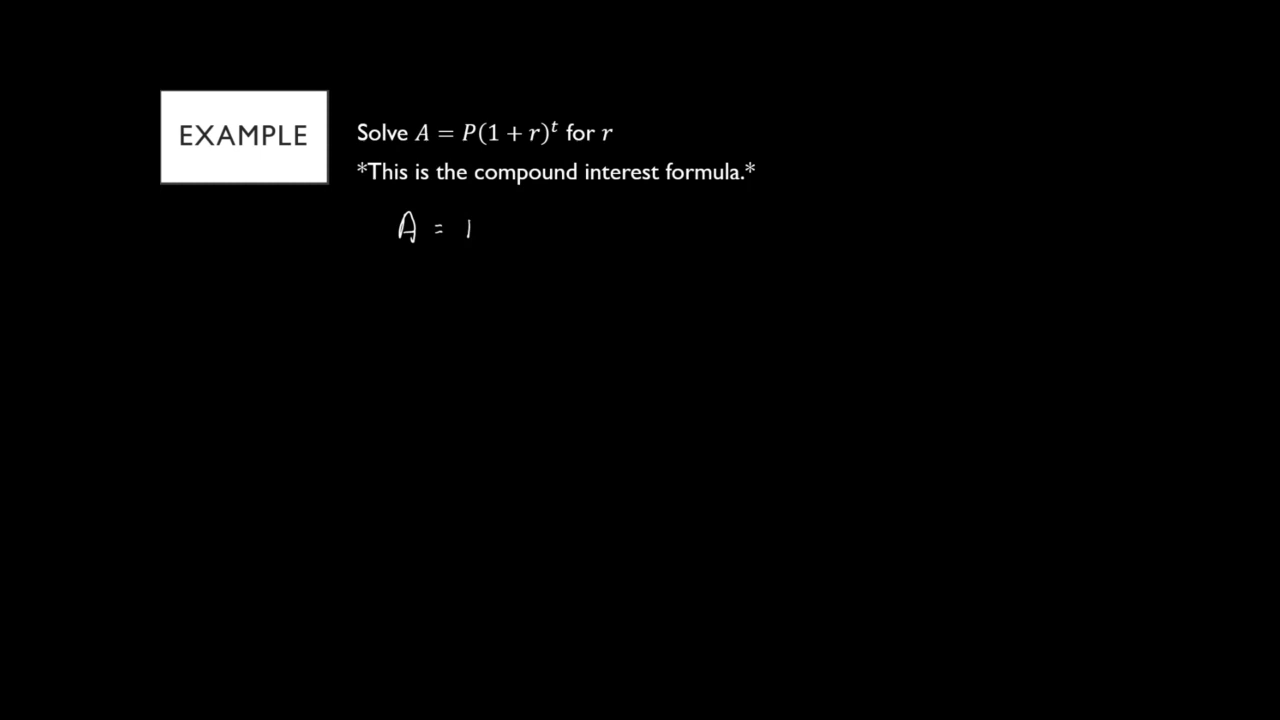 EXAMPLE
Solve A = P(1 + r)^t for r
*This is the compound interest formula.*
A = 1